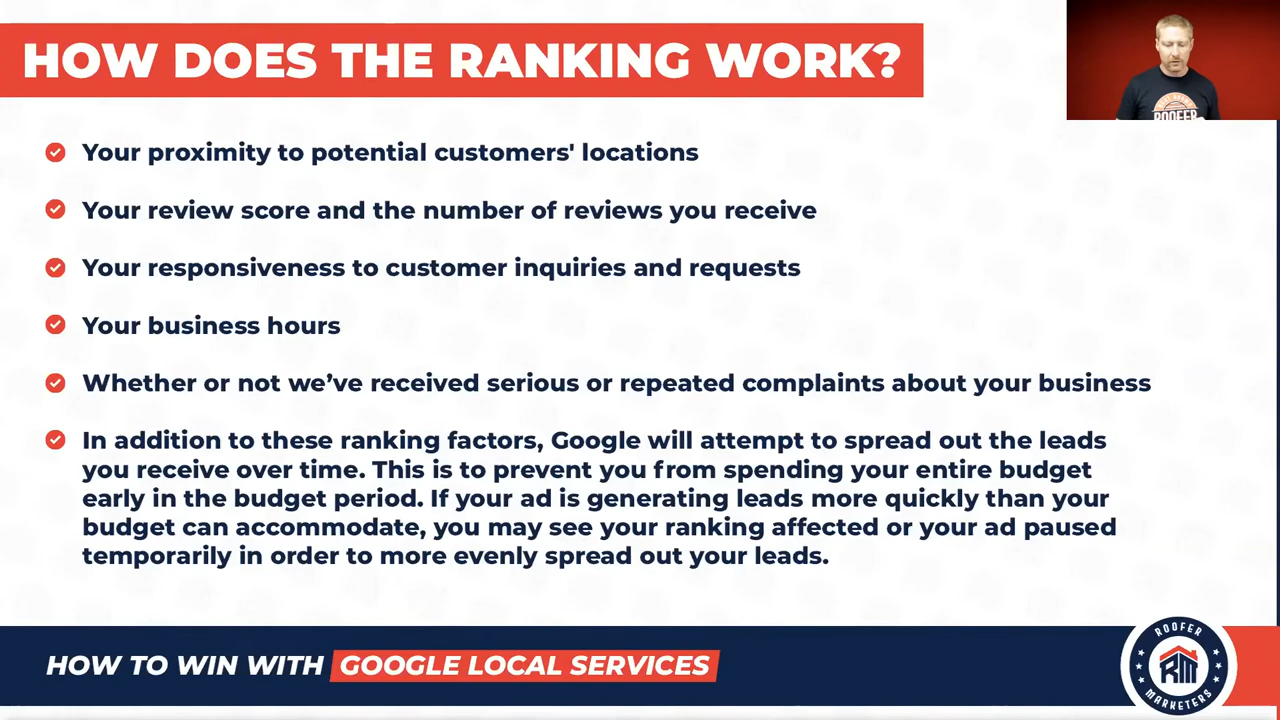 HOW DOES THE RANKING WORK?
Your proximity to potential customers' locations
Your review score and the number of reviews you receive
Your responsiveness to customer inquiries and requests
Your business hours
Whether or not we’ve received serious or repeated complaints about your business
In addition to these ranking factors, Google will attempt to spread out the leads
you receive over time. This is to prevent you from spending your entire budget
early in the budget period. If your ad is generating leads more quickly than your
budget can accommodate, you may see your ranking affected or your ad paused
temporarily in order to more evenly spread out your leads.
HOW TO WIN WITH GOOGLE LOCAL SERVICES
ROOFER
RM
MARKETERS
ROOFER